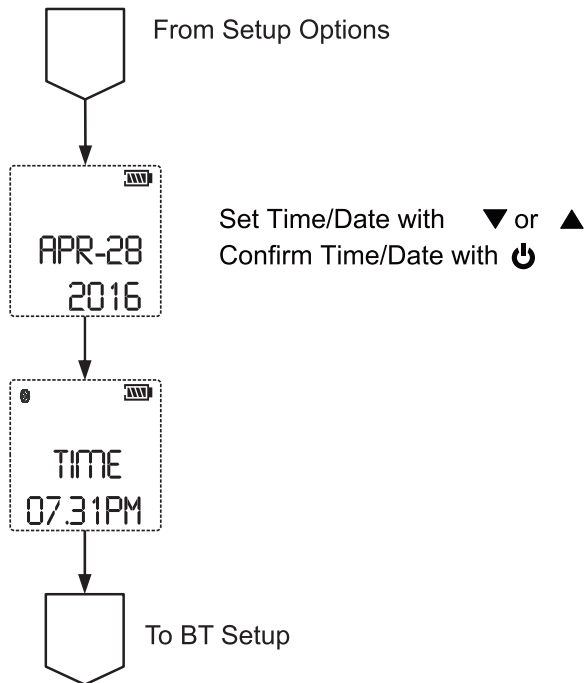 From Setup Options
APR-28
2016
Set Time/Date with ▼ or ▲
Confirm Time/Date with ⏻
TIME
07.31PM
To BT Setup